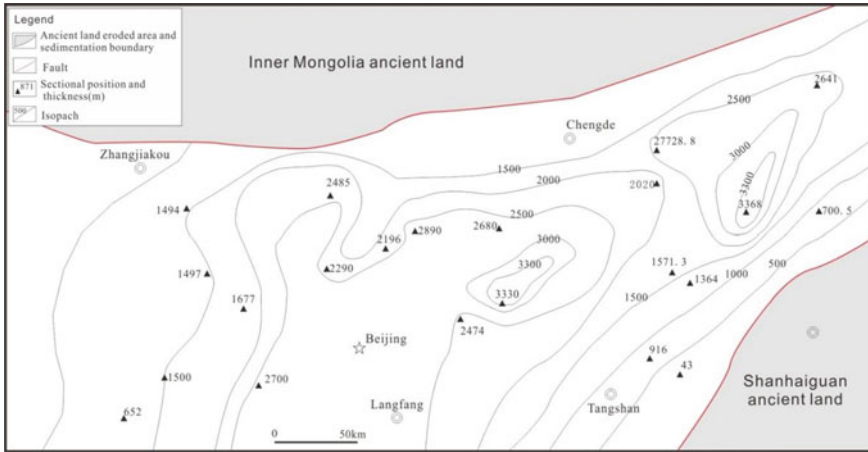 Legend
Ancient land eroded area and
sedimentation boundary
Fault
871
Sectional position and
thickness(m)
500
Isopach
Inner Mongolia ancient land
2641
2500
Chengde
27728.8
3000
Zhangjiakou
1500
2485
2000
2020
3300
1494
3368
700.5
2500
2890
2680
2196
3000
3300
2290
1571.3
1364
1000
500
1497
1677
3330
1500
2474
Beijing
916
43
1500
2700
Shanhaiguan
ancient land
Langfang
Tangshan
652
0
50km